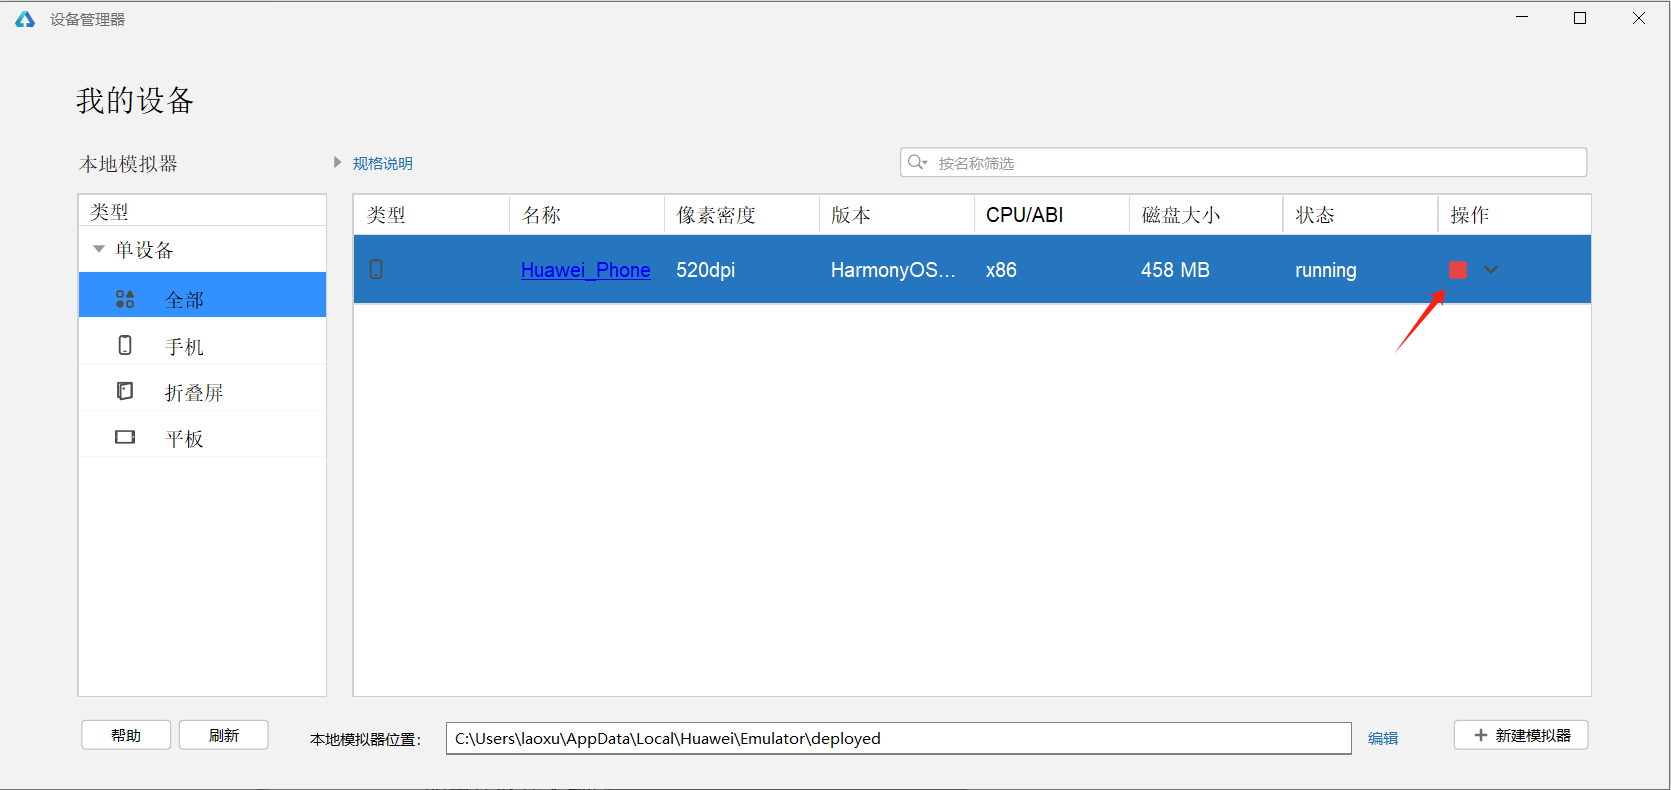 设备管理器
我的设备
本地模拟器
规格说明
按名称筛选
类型
单设备
全部
手机
折叠屏
平板
类型 名称 像素密度 版本 CPU/ABI 磁盘大小 状态 操作
Huawei_Phone 520dpi HarmonyOS... x86 458 MB running
帮助 刷新 本地模拟器位置: C:\Users\laoxu\AppData\Local\Huawei\Emulator\deployed 编辑 新建模拟器